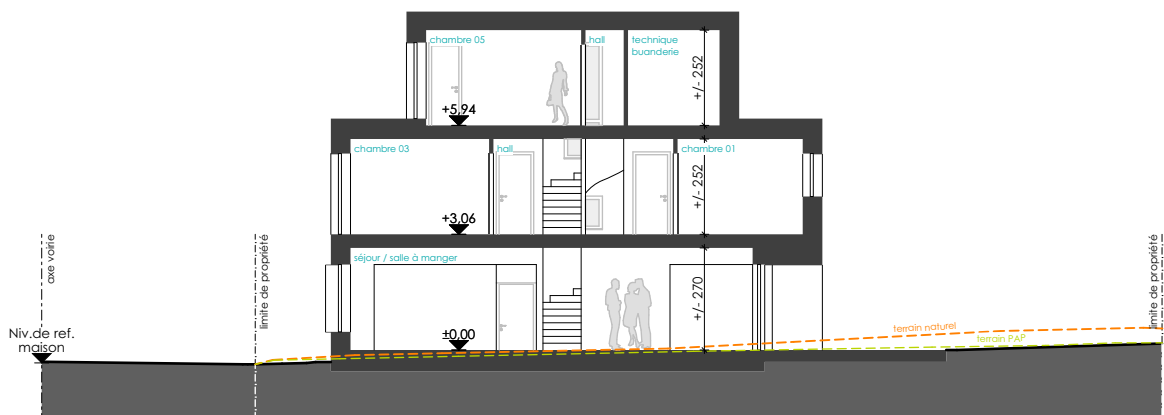 chambre 05
hall
technique
buanderie
+/- 252
+5,94
chambre 03
hall
chambre 01
+/- 252
+3,06
axe voirie
limite de propriété
séjour / salle à manger
limite de propriété
+/- 270
Niv.de ref.
maison
±0,00
terrain naturel
terrain PAP